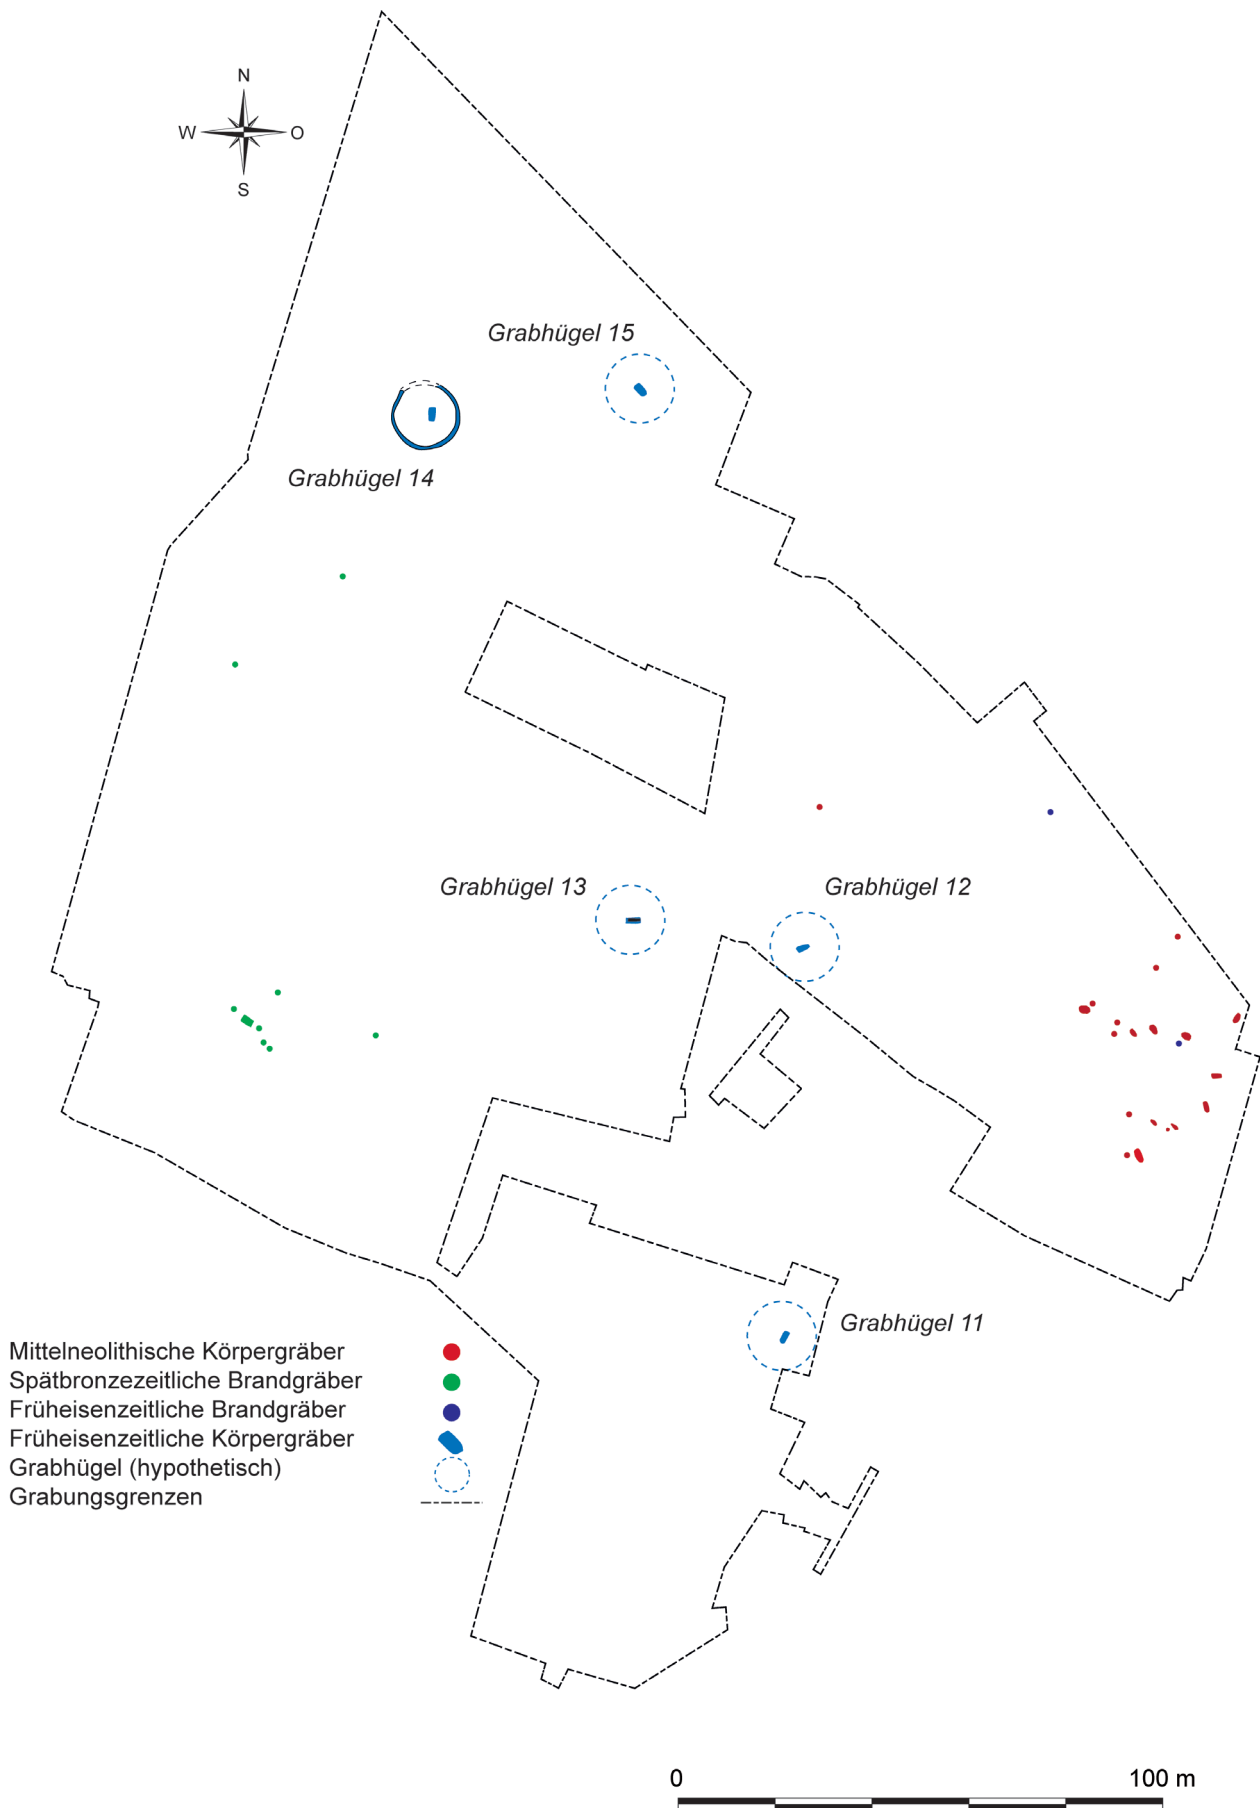 N
W O
S
Grabhügel 15
Grabhügel 14
Grabhügel 13
Grabhügel 12
Grabhügel 11
Mittelneolithische Körpergräber
Spätbronzezeitliche Brandgräber
Früheisenzeitliche Brandgräber
Früheisenzeitliche Körpergräber
Grabhügel (hypothetisch)
Grabungsgrenzen
0 100 m